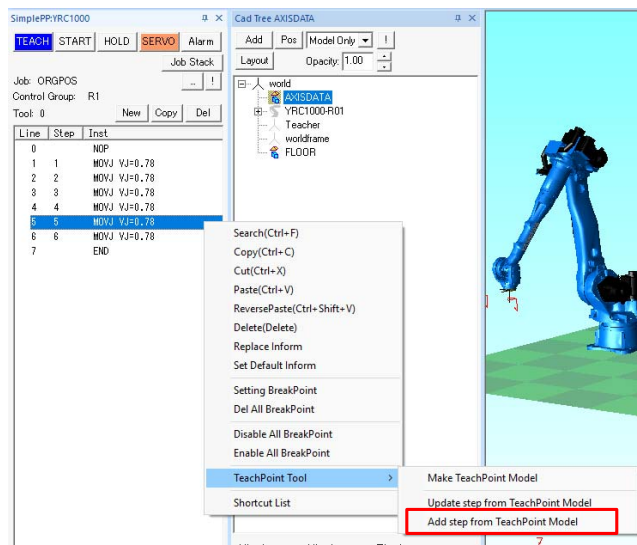 SimplePP:YRC1000
TEACH START HOLD SERVO Alarm
Job Stack
Job: ORGPOS .. !
Control Group: R1
Tool: 0 New Copy Del
Line Step Inst
0 NOP
1 1 MOVJ VJ=0.78
2 2 MOVJ VJ=0.78
3 3 MOVJ VJ=0.78
4 4 MOVJ VJ=0.78
5 5 MOVJ VJ=0.78
6 6 MOVJ VJ=0.78
7 END
Cad Tree AXISDATA
Add Pos Model Only !
Layout Opacity: 1.00
world
AXISDATA
YRC1000-R01
Teacher
worldframe
FLOOR
Search(Ctrl+F)
Copy(Ctrl+C)
Cut(Ctrl+X)
Paste(Ctrl+V)
ReversePaste(Ctrl+Shift+V)
Delete(Delete)
Replace Inform
Set Default Inform
Setting BreakPoint
Del All BreakPoint
Disable All BreakPoint
Enable All BreakPoint
TeachPoint Tool >
Shortcut List
Make TeachPoint Model
Update step from TeachPoint Model
Add step from TeachPoint Model